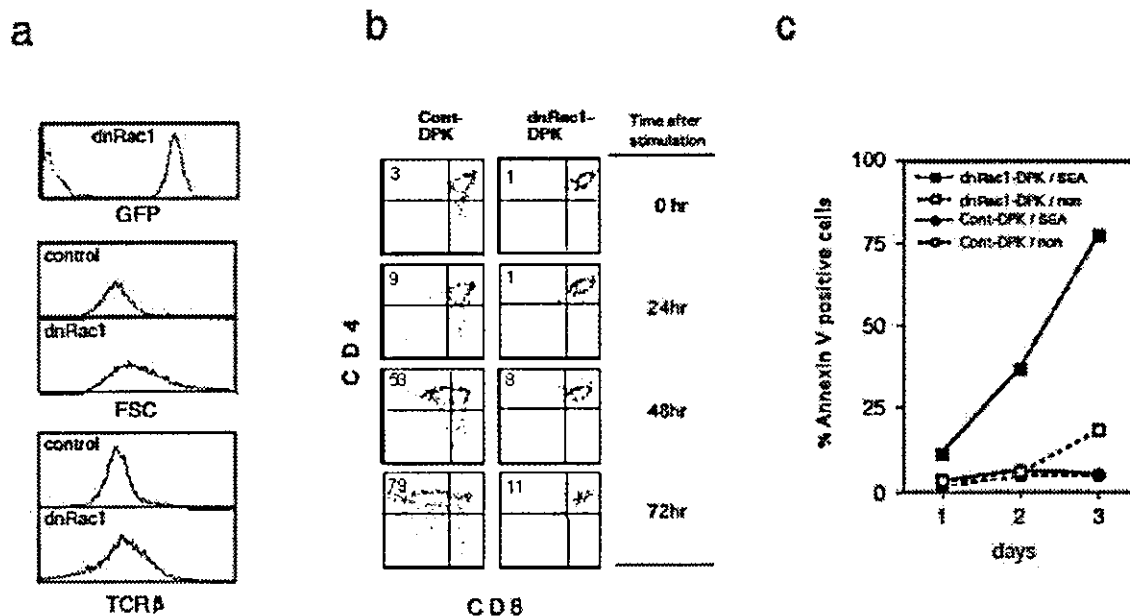 a
dnRac1
GFP
control
dnRac1
FSC
control
dnRac1
TCRβ
b
Cont-DPK
dnRac1-DPK
Time after stimulation
3
1
0 hr
9
1
24hr
53
8
48hr
79
11
72hr
CD4
CD8
c
100
75
50
25
0
% Annexin V positive cells
dnRac1-DPK / SEA
dnRac1-DPK / non
Cont-DPK / SEA
Cont-DPK / non
1
2
3
days